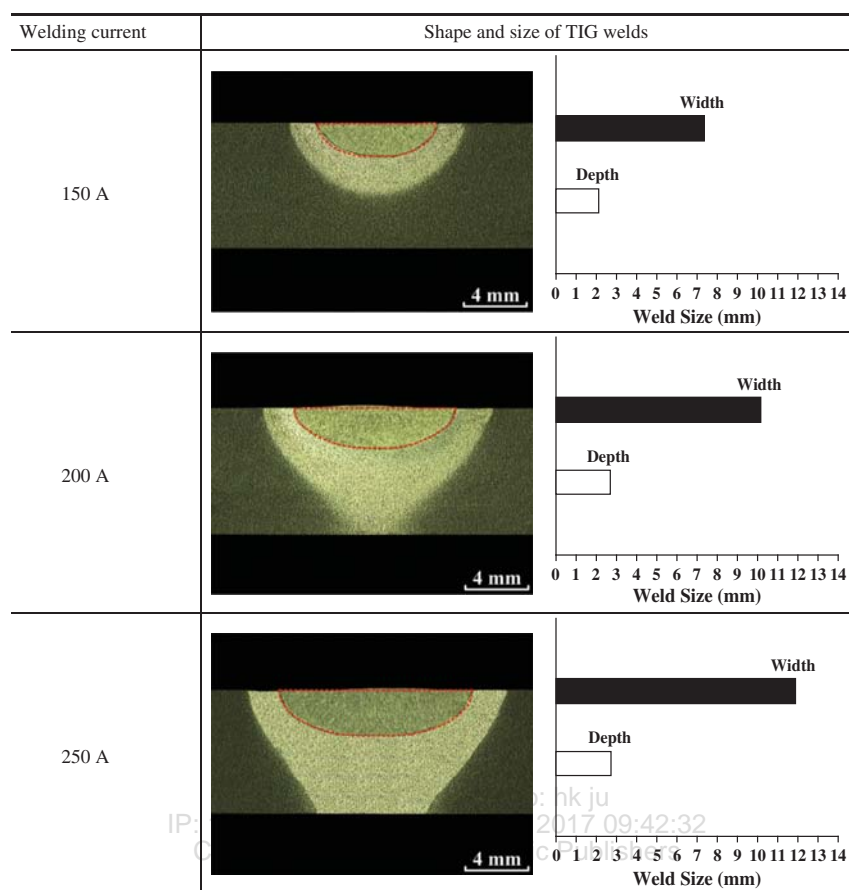 Welding current Shape and size of TIG welds
150 A
4 mm
Width
Depth
0 1 2 3 4 5 6 7 8 9 10 11 12 13 14
Weld Size (mm)
200 A
4 mm
Width
Depth
0 1 2 3 4 5 6 7 8 9 10 11 12 13 14
Weld Size (mm)
250 A
4 mm
Width
Depth
0 1 2 3 4 5 6 7 8 9 10 11 12 13 14
Weld Size (mm)
: hk ju
IP: 2017 09:42:32
C c Publishers